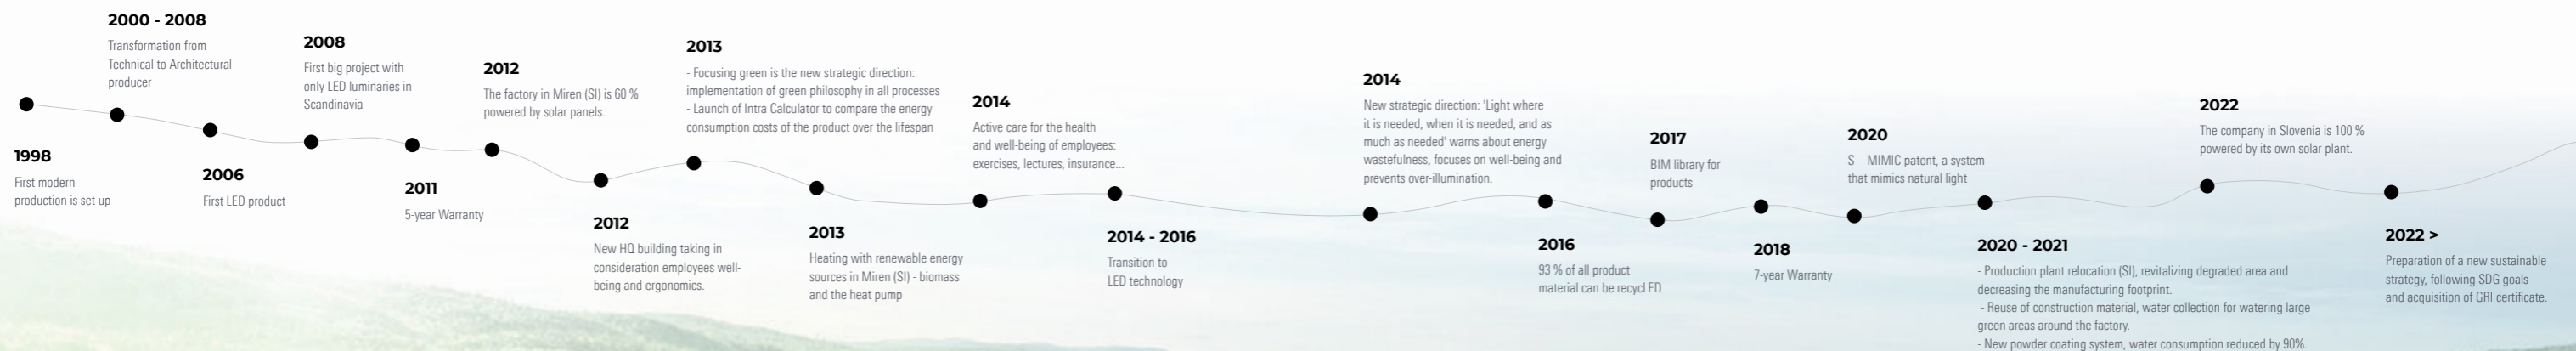 1998
First modern
production is set up
2000 - 2008
Transformation from
Technical to Architectural
producer
2006
First LED product
2008
First big project with
only LED luminaries in
Scandinavia
2011
5-year Warranty
2012
The factory in Miren (SI) is 60 %
powered by solar panels.
2012
New HQ building taking in
consideration employees well-
being and ergonomics.
2013
- Focusing green is the new strategic direction:
implementation of green philosophy in all processes
- Launch of Intra Calculator to compare the energy
consumption costs of the product over the lifespan
2013
Heating with renewable energy
sources in Miren (SI) - biomass
and the heat pump
2014
Active care for the health
and well-being of employees:
exercises, lectures, insurance...
2014 - 2016
Transition to
LED technology
2014
New strategic direction: 'Light where
it is needed, when it is needed, and as
much as needed' warns about energy
wastefulness, focuses on well-being and
prevents over-illumination.
2016
93 % of all product
material can be recycLED
2017
BIM library for
products
2018
7-year Warranty
2020
S – MIMIC patent, a system
that mimics natural light
2020 - 2021
- Production plant relocation (SI), revitalizing degraded area and
decreasing the manufacturing footprint.
- Reuse of construction material, water collection for watering large
green areas around the factory.
- New powder coating system, water consumption reduced by 90%.
2022
The company in Slovenia is 100 %
powered by its own solar plant.
2022 >
Preparation of a new sustainable
strategy, following SDG goals
and acquisition of GRI certificate.